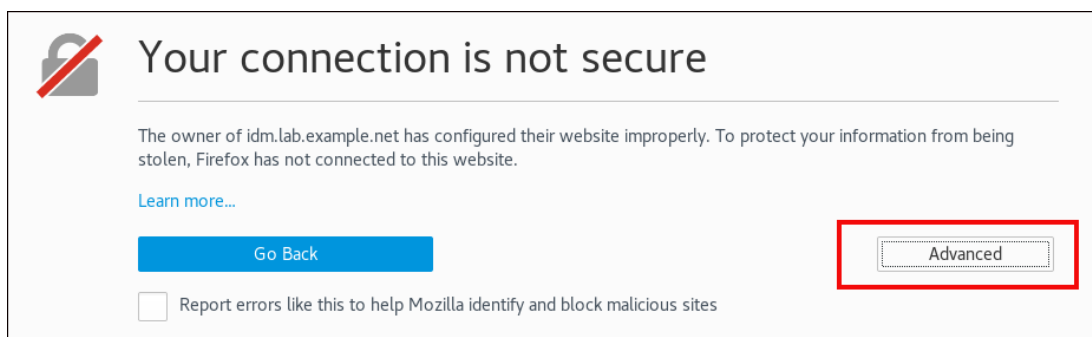 Your connection is not secure
The owner of idm.lab.example.net has configured their website improperly. To protect your information from being
stolen, Firefox has not connected to this website.
Learn more...
Go Back
Advanced
Report errors like this to help Mozilla identify and block malicious sites